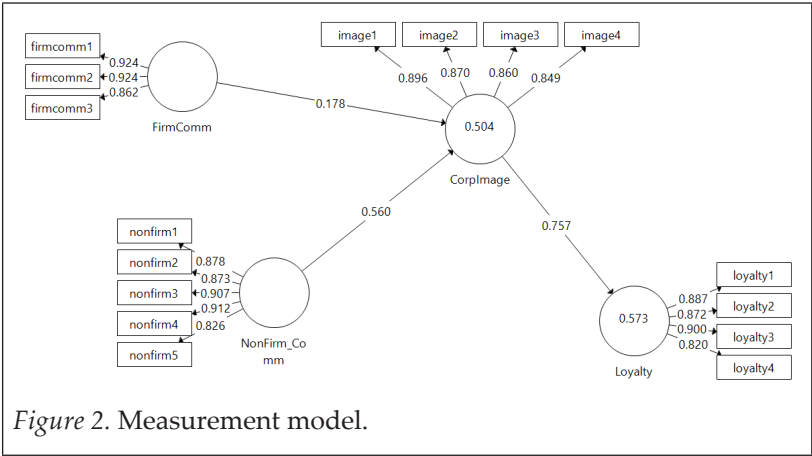 image1 image2 image3 image4
firmcomm1
firmcomm2
firmcomm3
0.924
0.924
0.862
FirmComm
0.896 0.870 0.860 0.849
0.178
0.504
CorpImage
0.560
0.757
nonfirm1
nonfirm2
nonfirm3
nonfirm4
nonfirm5
0.878
0.873
0.907
0.912
0.826
NonFirm_Co
mm
0.573
Loyalty
0.887
0.872
0.900
0.820
loyalty1
loyalty2
loyalty3
loyalty4
Figure 2. Measurement model.